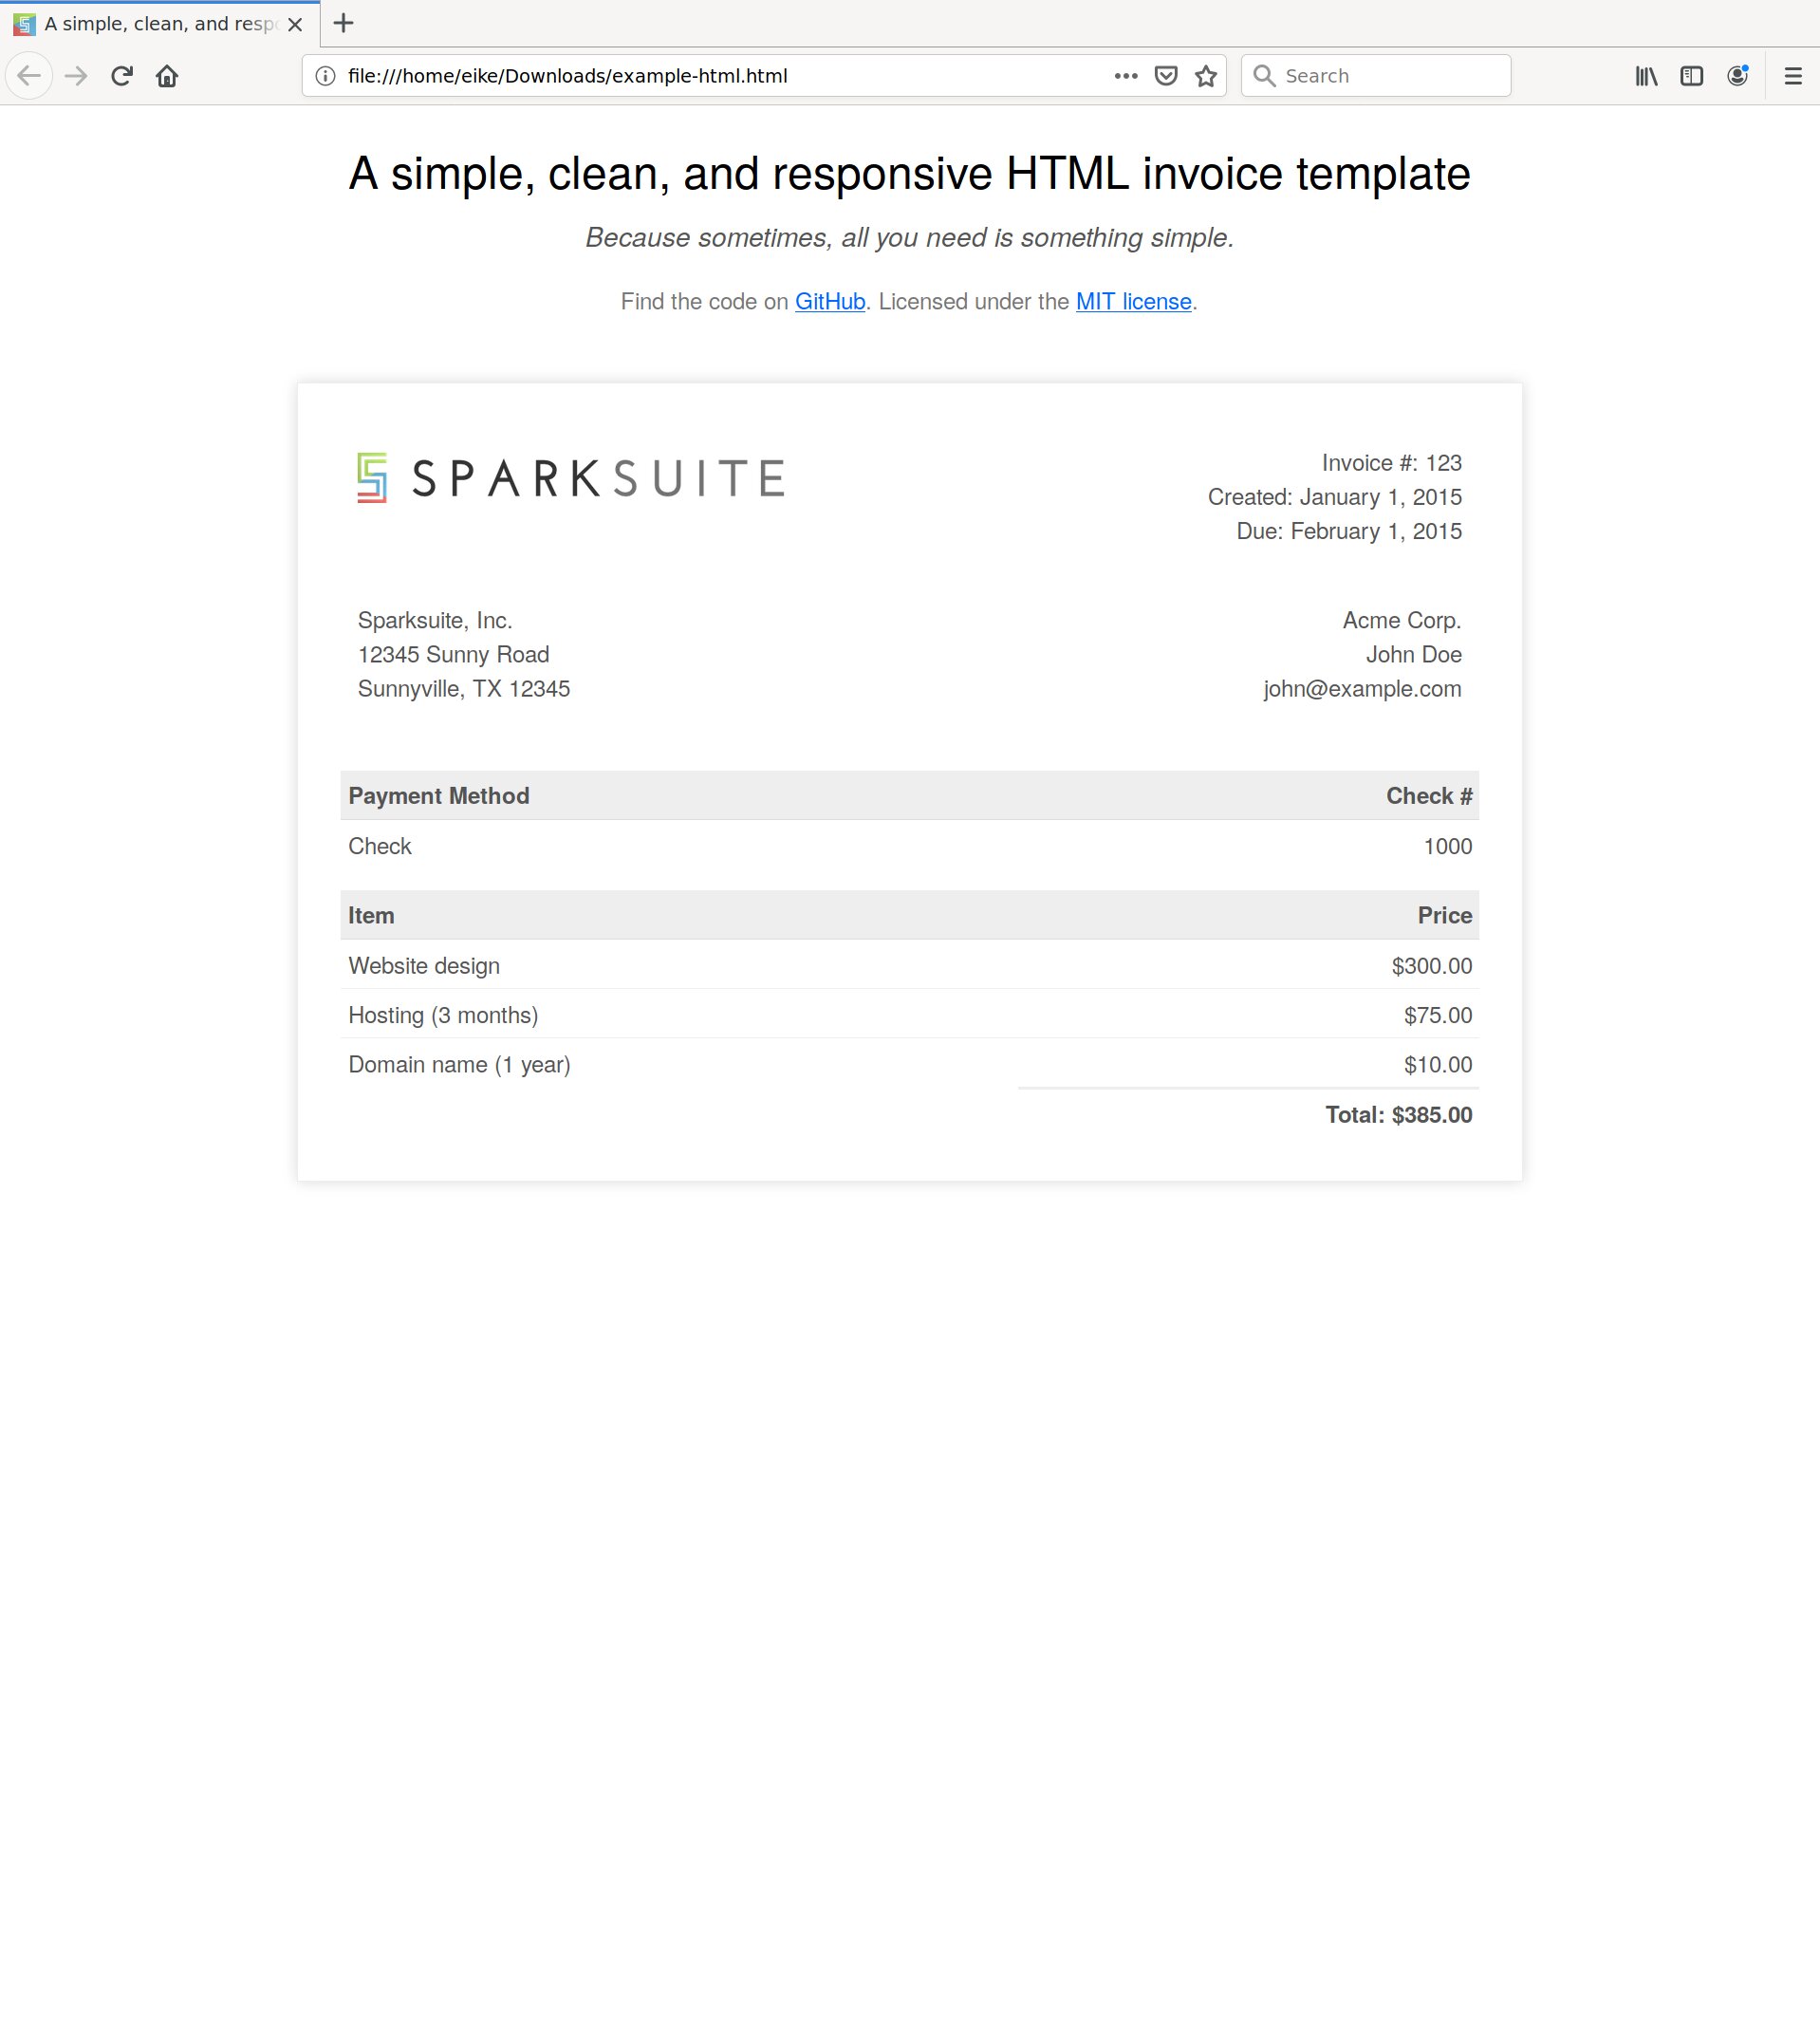 A simple, clean, and resp
file:///home/eike/Downloads/example-html.html
Search
A simple, clean, and responsive HTML invoice template
Because sometimes, all you need is something simple.
Find the code on GitHub. Licensed under the MIT license.
SPARKSUITE
Invoice #: 123
Created: January 1, 2015
Due: February 1, 2015
Sparksuite, Inc.
12345 Sunny Road
Sunnyville, TX 12345
Acme Corp.
John Doe
john@example.com
Payment Method Check #
Check 1000
Item Price
Website design $300.00
Hosting (3 months) $75.00
Domain name (1 year) $10.00
Total: $385.00